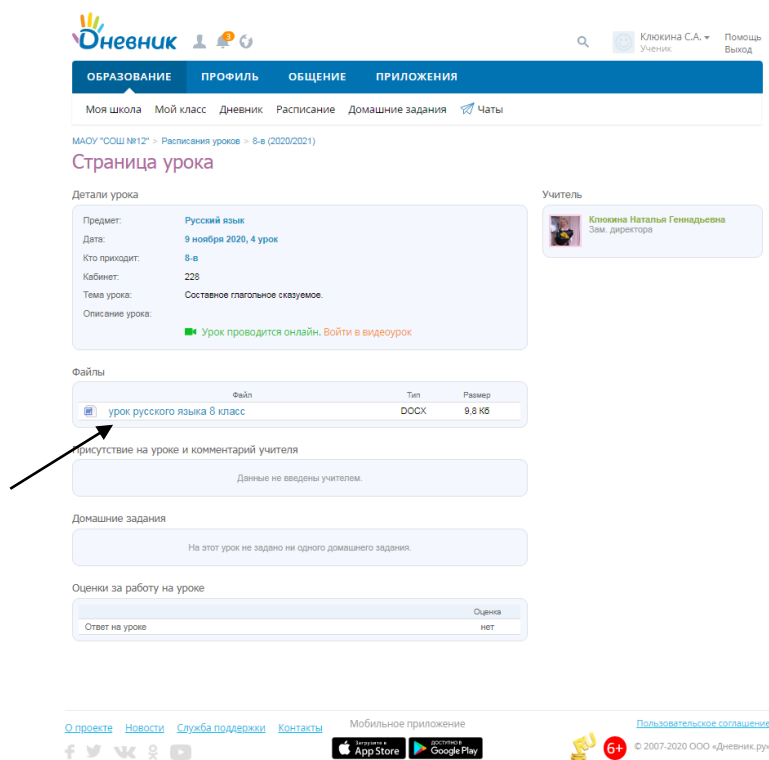 Дневник
3
Клюкина С.А.
Ученик
Помощь
Выход
ОБРАЗОВАНИЕ ПРОФИЛЬ ОБЩЕНИЕ ПРИЛОЖЕНИЯ
Моя школа Мой класс Дневник Расписание Домашние задания Чаты
МАОУ "СОШ №12" > Расписания уроков > 8-в (2020/2021)
Страница урока
Детали урока
Предмет: Русский язык
Дата: 9 ноября 2020, 4 урок
Кто приходит: 8-в
Кабинет: 228
Тема урока: Составное глагольное сказуемое.
Описание урока:
Урок проводится онлайн. Войти в видеоурок
Учитель
Клюкина Наталья Геннадьевна
Зам. директора
Файлы
Файл Тип Размер
урок русского языка 8 класс DOCX 9,8 Кб
Присутствие на уроке и комментарий учителя
Данные не введены учителем.
Домашние задания
На этот урок не задано ни одного домашнего задания.
Оценки за работу на уроке
Оценка
Ответ на уроке нет
О проекте Новости Служба поддержки Контакты
Мобильное приложение
Загрузите в
App Store
ДОСТУПНО В
Google Play
Пользовательское соглашение
RU
6+
© 2007-2020 ООО «Дневник.ру»